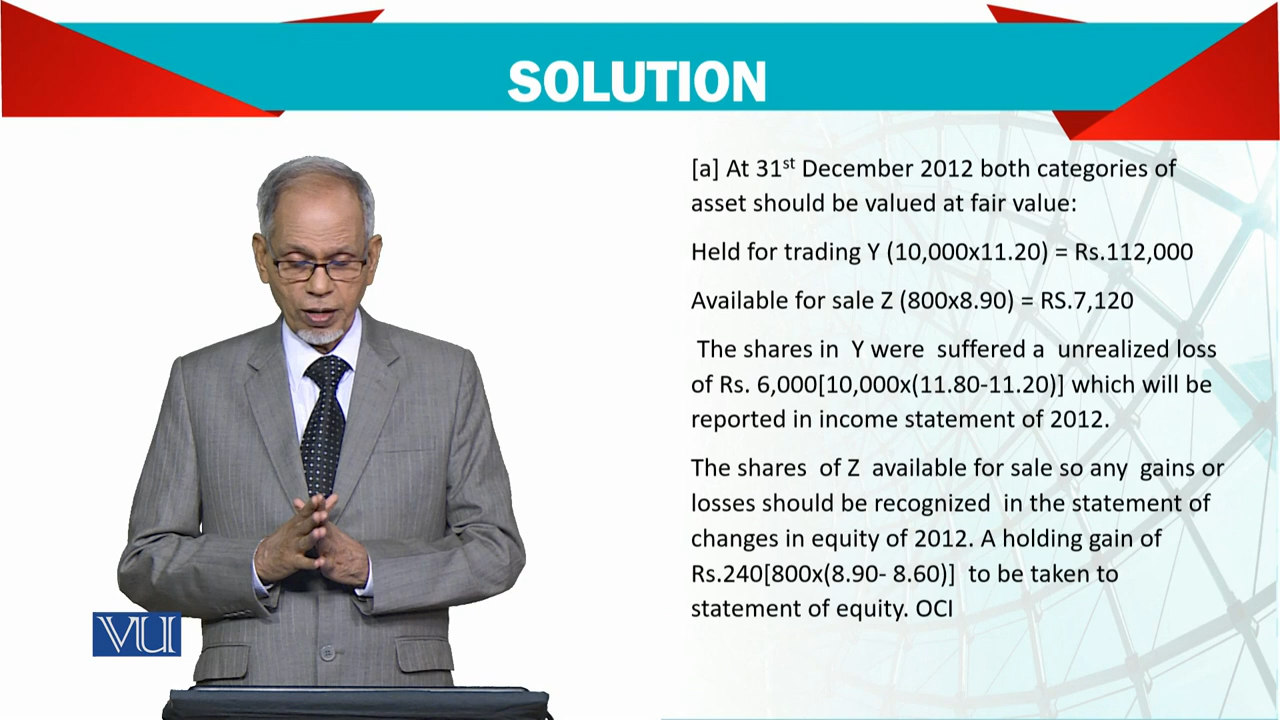 SOLUTION
[a] At 31st December 2012 both categories of
asset should be valued at fair value:
Held for trading Y (10,000x11.20) = Rs.112,000
Available for sale Z (800x8.90) = RS.7,120
The shares in Y were suffered a unrealized loss
of Rs. 6,000[10,000x(11.80-11.20)] which will be
reported in income statement of 2012.
The shares of Z available for sale so any gains or
losses should be recognized in the statement of
changes in equity of 2012. A holding gain of
Rs.240[800x(8.90- 8.60)] to be taken to
statement of equity. OCI
VU